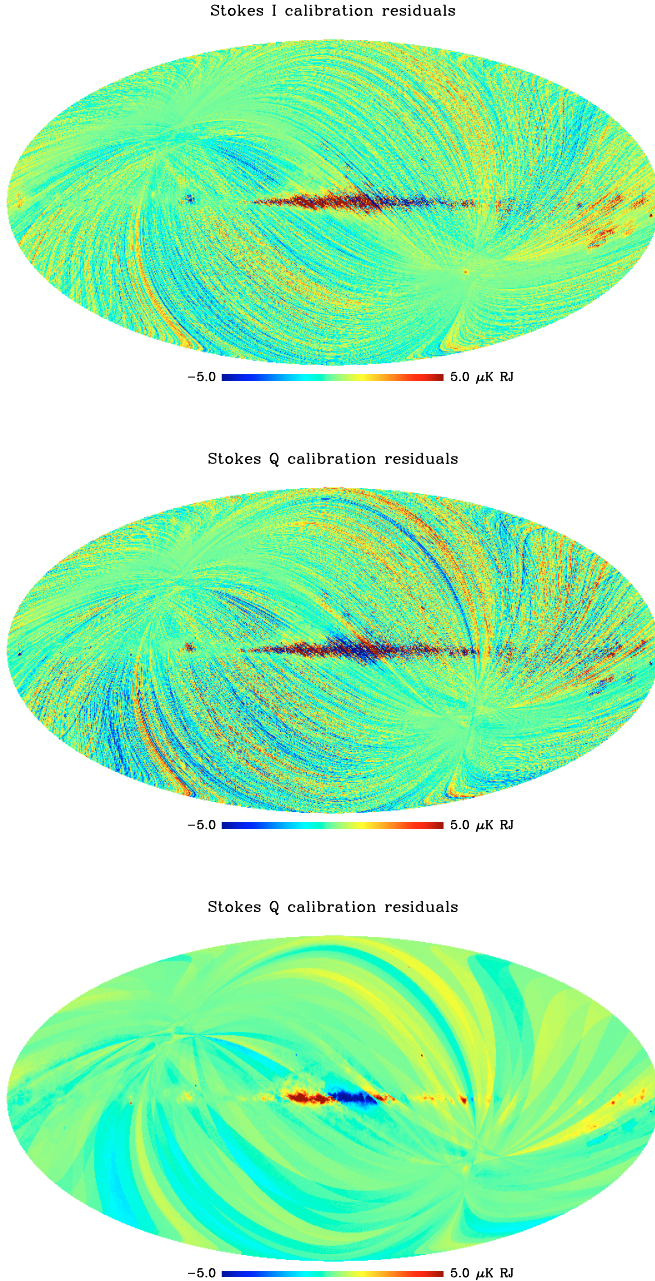 Stokes I calibration residuals
−5.0 5.0 μK RJ
Stokes Q calibration residuals
−5.0 5.0 μK RJ
Stokes Q calibration residuals
−5.0 5.0 μK RJ